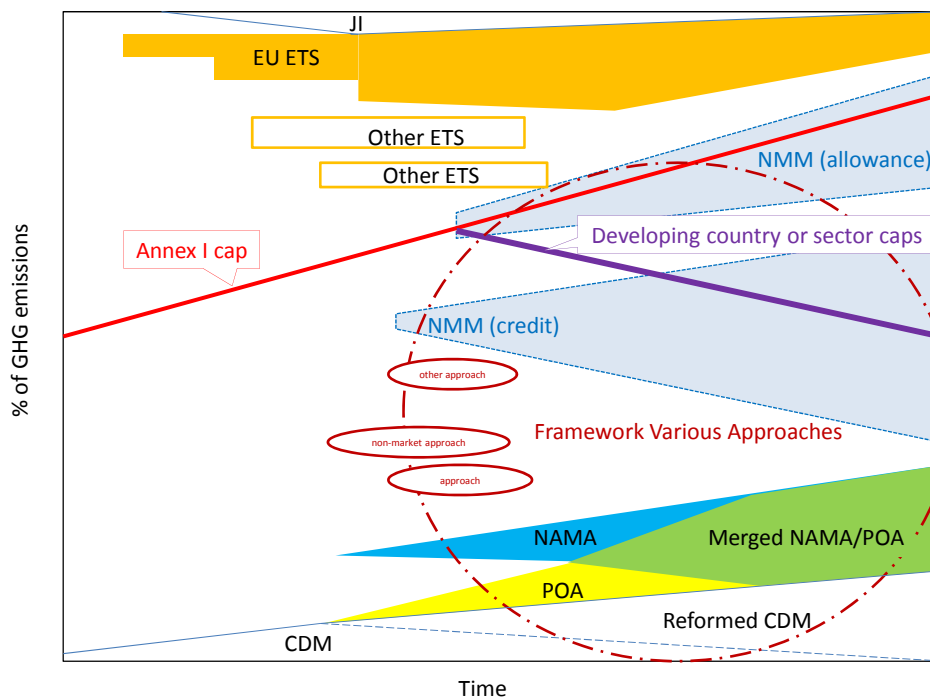 JI
EU ETS
Other ETS
Other ETS
NMM (allowance)
Developing country or sector caps
Annex I cap
NMM (credit)
other approach
non-market approach
Framework Various Approaches
approach
NAMA
Merged NAMA/POA
POA
Reformed CDM
CDM
% of GHG emissions
Time